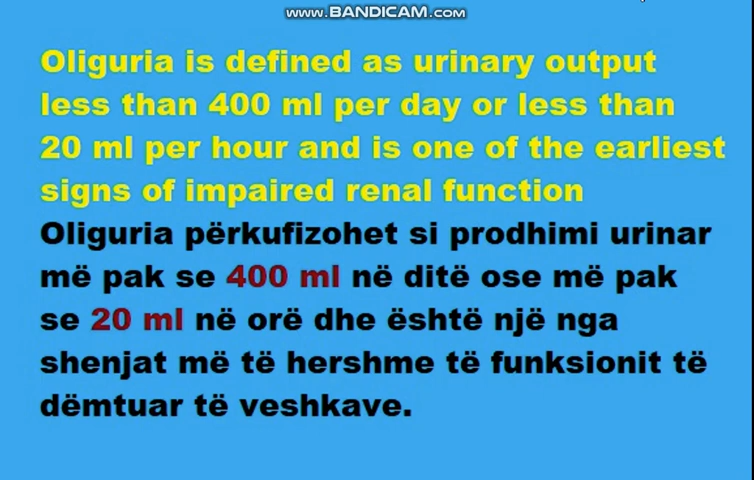 www.BANDICAM.com
Oliguria is defined as urinary output
less than 400 ml per day or less than
20 ml per hour and is one of the earliest
signs of impaired renal function
Oliguria përkufizohet si prodhimi urinar
më pak se 400 ml në ditë ose më pak
se 20 ml në orë dhe është një nga
shenjat më të hershme të funksionit të
dëmtuar të veshkave.